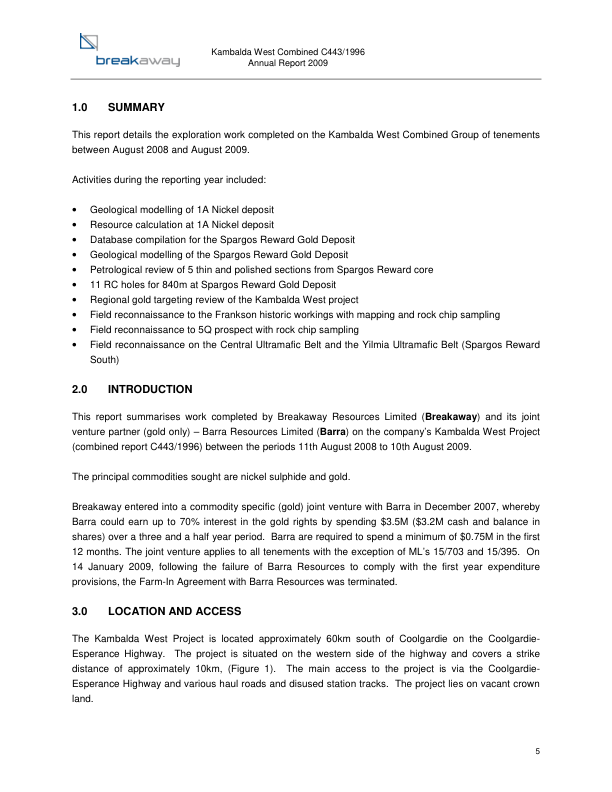 breakaway
Kambalda West Combined C443/1996
Annual Report 2009
1.0 SUMMARY
This report details the exploration work completed on the Kambalda West Combined Group of tenements
between August 2008 and August 2009.
Activities during the reporting year included:
• Geological modelling of 1A Nickel deposit
• Resource calculation at 1A Nickel deposit
• Database compilation for the Spargos Reward Gold Deposit
• Geological modelling of the Spargos Reward Gold Deposit
• Petrological review of 5 thin and polished sections from Spargos Reward core
• 11 RC holes for 840m at Spargos Reward Gold Deposit
• Regional gold targeting review of the Kambalda West project
• Field reconnaissance to the Frankson historic workings with mapping and rock chip sampling
• Field reconnaissance to 5Q prospect with rock chip sampling
• Field reconnaissance on the Central Ultramafic Belt and the Yilmia Ultramafic Belt (Spargos Reward
South)
2.0 INTRODUCTION
This report summarises work completed by Breakaway Resources Limited (Breakaway) and its joint
venture partner (gold only) – Barra Resources Limited (Barra) on the company's Kambalda West Project
(combined report C443/1996) between the periods 11th August 2008 to 10th August 2009.
The principal commodities sought are nickel sulphide and gold.
Breakaway entered into a commodity specific (gold) joint venture with Barra in December 2007, whereby
Barra could earn up to 70% interest in the gold rights by spending $3.5M ($3.2M cash and balance in
shares) over a three and a half year period. Barra are required to spend a minimum of $0.75M in the first
12 months. The joint venture applies to all tenements with the exception of ML's 15/703 and 15/395. On
14 January 2009, following the failure of Barra Resources to comply with the first year expenditure
provisions, the Farm-In Agreement with Barra Resources was terminated.
3.0 LOCATION AND ACCESS
The Kambalda West Project is located approximately 60km south of Coolgardie on the Coolgardie-
Esperance Highway. The project is situated on the western side of the highway and covers a strike
distance of approximately 10km, (Figure 1). The main access to the project is via the Coolgardie-
Esperance Highway and various haul roads and disused station tracks. The project lies on vacant crown
land.
5